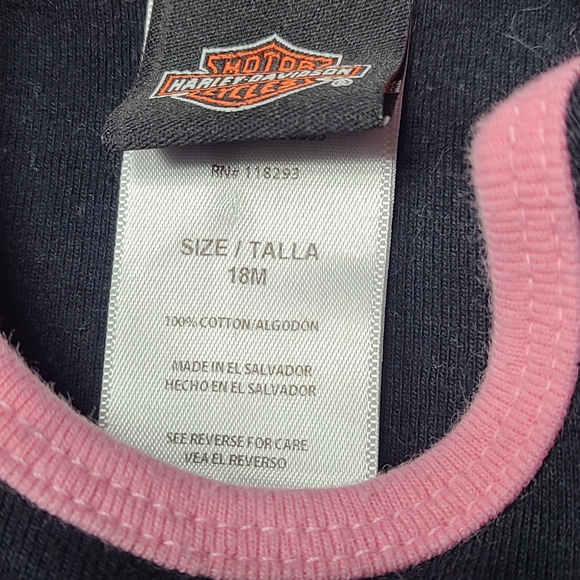 MOTOR
HARLEY-DAVIDSON
CYCLES
®
RN# 118293
SIZE / TALLA
18M
100% COTTON/ALGODON
MADE IN EL SALVADOR
HECHO EN EL SALVADOR
SEE REVERSE FOR CARE
VEA EL REVERSO